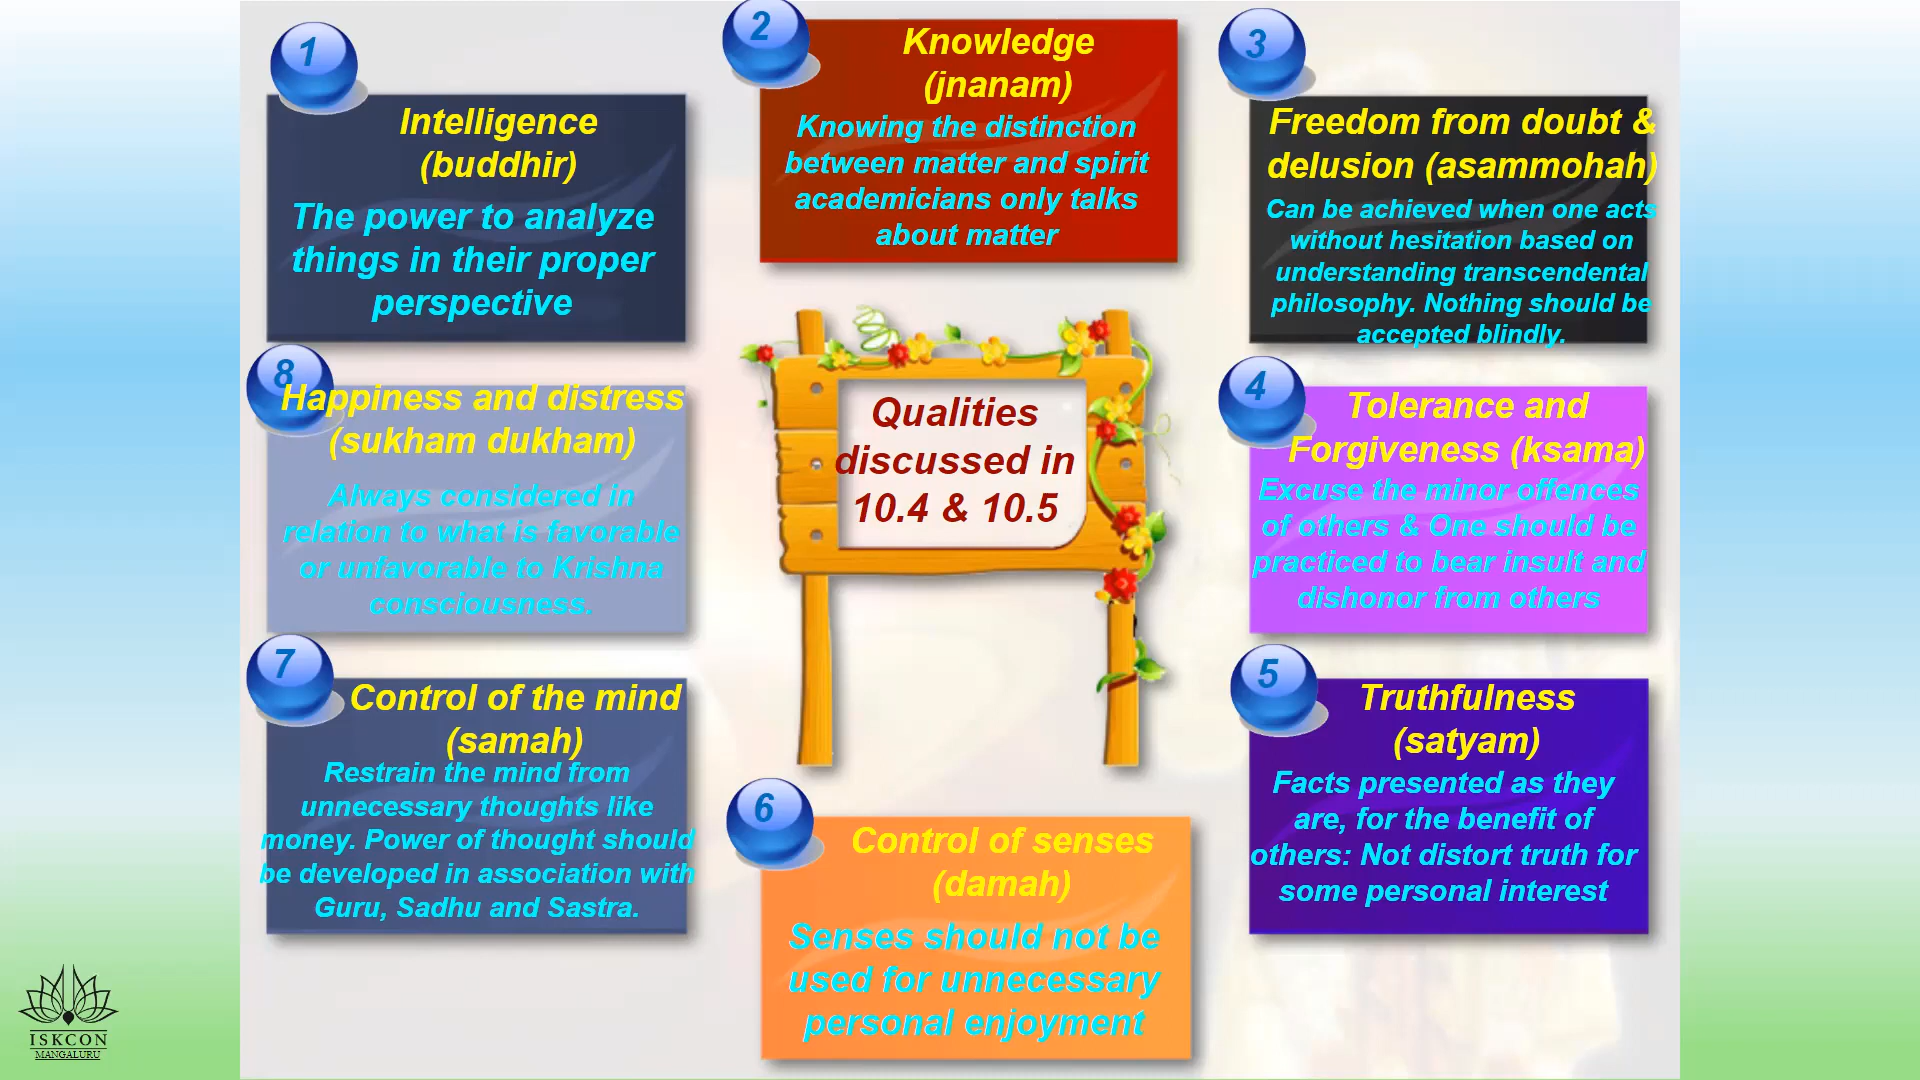 1
Intelligence
(buddhir)
The power to analyze
things in their proper
perspective
2
Knowledge
(jnanam)
Knowing the distinction
between matter and spirit
academicians only talks
about matter
3
Freedom from doubt &
delusion (asammohah)
Can be achieved when one acts
without hesitation based on
understanding transcendental
philosophy. Nothing should be
accepted blindly.
Qualities
discussed in
10.4 & 10.5
4
Tolerance and
Forgiveness (ksama)
Excuse the minor offences
of others & One should be
practiced to bear insult and
dishonor from others
5
Truthfulness
(satyam)
Facts presented as they
are, for the benefit of
others: Not distort truth for
some personal interest
6
Control of senses
(damah)
Senses should not be
used for unnecessary
personal enjoyment
7
Control of the mind
(samah)
Restrain the mind from
unnecessary thoughts like
money. Power of thought should
be developed in association with
Guru, Sadhu and Sastra.
8
Happiness and distress
(sukham dukham)
Always considered in
relation to what is favorable
or unfavorable to Krishna
consciousness.
ISKCON
MANGALURU